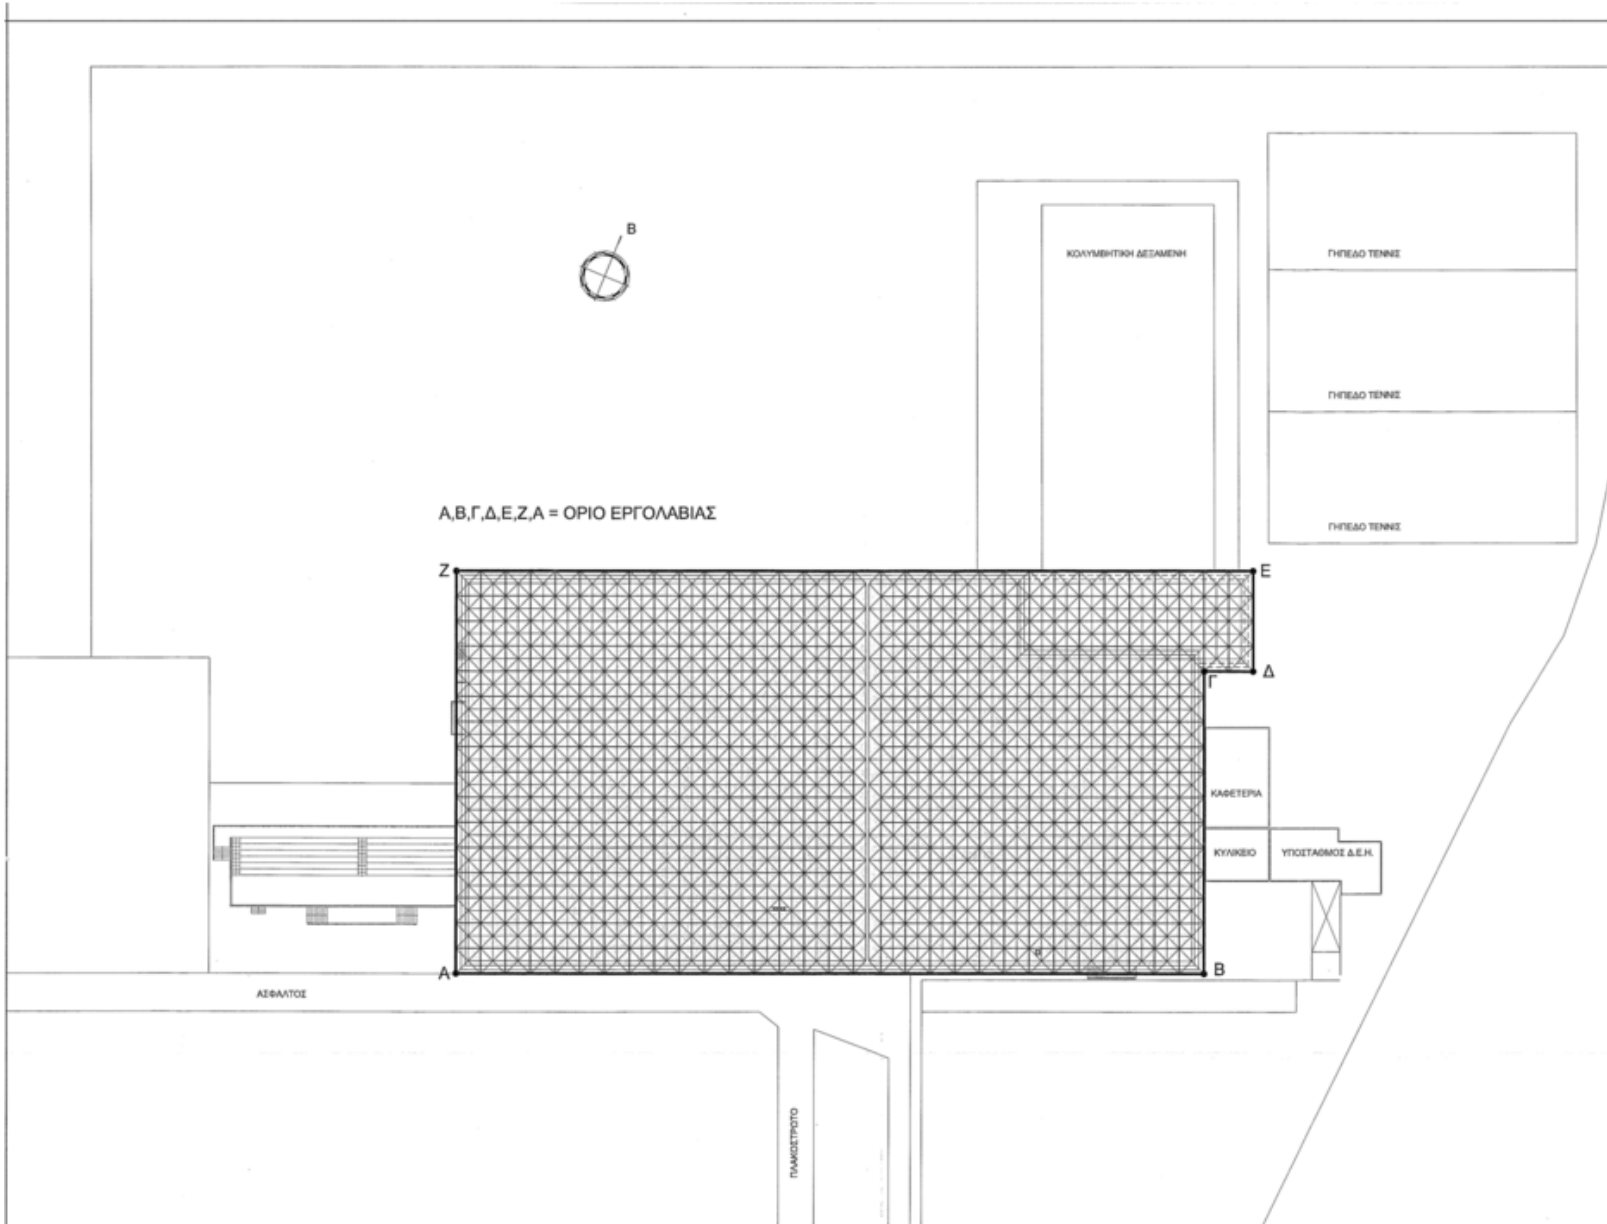 Β
ΚΟΛΥΜΒΗΤΙΚΗ ΔΕΞΑΜΕΝΗ
ΓΗΠΕΔΟ ΤΕΝΝΙΣ
ΓΗΠΕΔΟ ΤΕΝΝΙΣ
ΓΗΠΕΔΟ ΤΕΝΝΙΣ
Α,Β,Γ,Δ,Ε,Ζ,Α = ΟΡΙΟ ΕΡΓΟΛΑΒΙΑΣ
Ζ
Ε
Γ
Δ
ΚΑΦΕΤΕΡΙΑ
ΚΥΛΙΚΕΙΟ
ΥΠΟΣΤΑΘΜΟΣ Δ.Ε.Η.
Α
Β
ΑΣΦΑΛΤΟΣ
ΠΛΑΚΟΣΤΡΩΤΟ